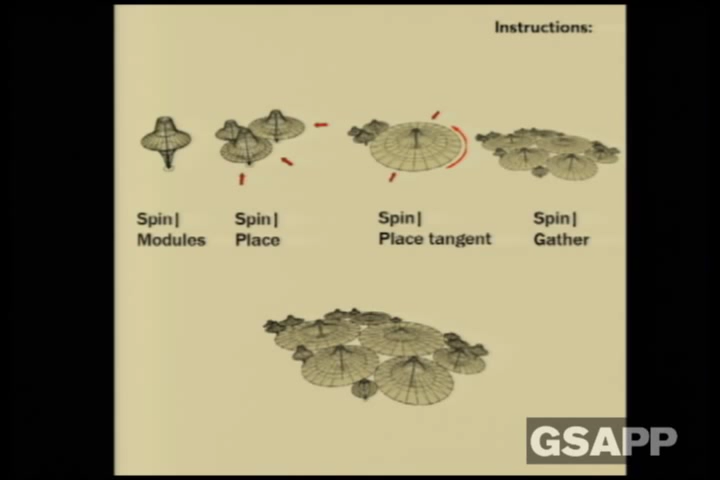 Instructions:
Spin|
Modules
Spin|
Place
Spin|
Place tangent
Spin|
Gather
GSAPP